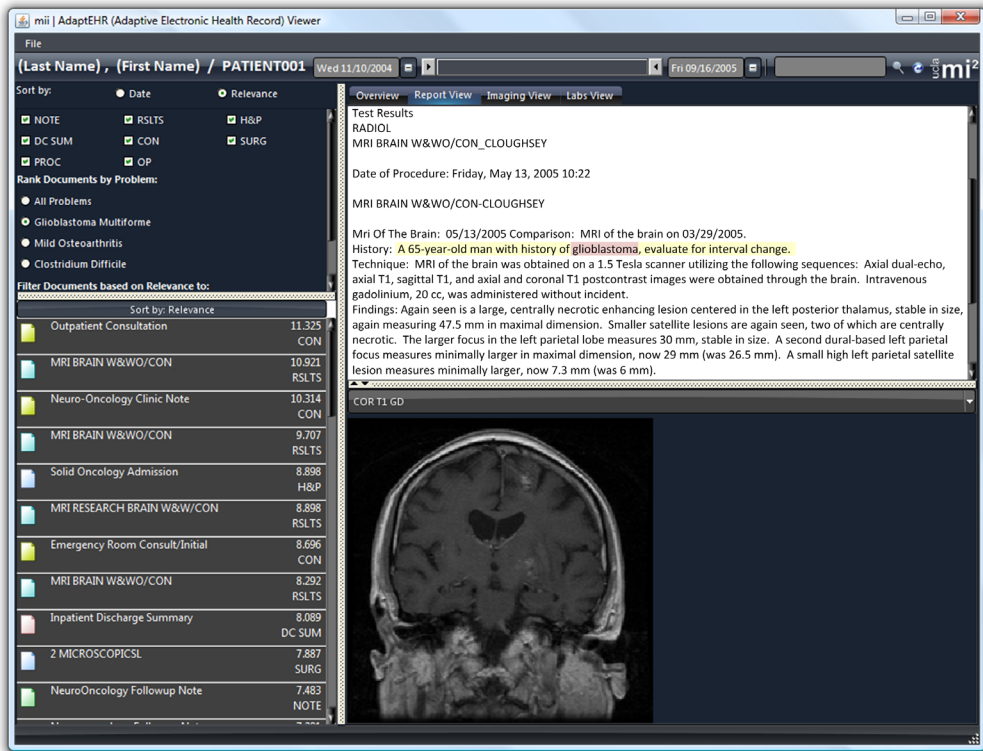 mii | AdaptEHR (Adaptive Electronic Health Record) Viewer
File
(Last Name) , (First Name) / PATIENT001 Wed 11/10/2004 Fri 09/16/2005 ucla mi²
Sort by: Date Relevance
NOTE RSLTS H&P
DC SUM CON SURG
PROC OP
Rank Documents by Problem:
All Problems
Glioblastoma Multiforme
Mild Osteoarthritis
Clostridium Difficile
Filter Documents based on Relevance to:
Sort by: Relevance
Outpatient Consultation 11.325
CON
MRI BRAIN W&WO/CON 10.921
RSLTS
Neuro-Oncology Clinic Note 10.314
CON
MRI BRAIN W&WO/CON 9.707
RSLTS
Solid Oncology Admission 8.898
H&P
MRI RESEARCH BRAIN W&W/CON 8.898
RSLTS
Emergency Room Consult/Initial 8.696
CON
MRI BRAIN W&WO/CON 8.292
RSLTS
Inpatient Discharge Summary 8.089
DC SUM
2 MICROSCOPICSL 7.887
SURG
NeuroOncology Followup Note 7.483
NOTE
Overview Report View Imaging View Labs View
Test Results
RADIOL
MRI BRAIN W&WO/CON_CLOUGHSEY
Date of Procedure: Friday, May 13, 2005 10:22
MRI BRAIN W&WO/CON-CLOUGHSEY
Mri Of The Brain: 05/13/2005 Comparison: MRI of the brain on 03/29/2005.
History: A 65-year-old man with history of glioblastoma, evaluate for interval change.
Technique: MRI of the brain was obtained on a 1.5 Tesla scanner utilizing the following sequences: Axial dual-echo,
axial T1, sagittal T1, and axial and coronal T1 postcontrast images were obtained through the brain. Intravenous
gadolinium, 20 cc, was administered without incident.
Findings: Again seen is a large, centrally necrotic enhancing lesion centered in the left posterior thalamus, stable in size,
again measuring 47.5 mm in maximal dimension. Smaller satellite lesions are again seen, two of which are centrally
necrotic. The larger focus in the left parietal lobe measures 30 mm, stable in size. A second dural-based left parietal
focus measures minimally larger in maximal dimension, now 29 mm (was 26.5 mm). A small high left parietal satellite
lesion measures minimally larger, now 7.3 mm (was 6 mm).
COR T1 GD